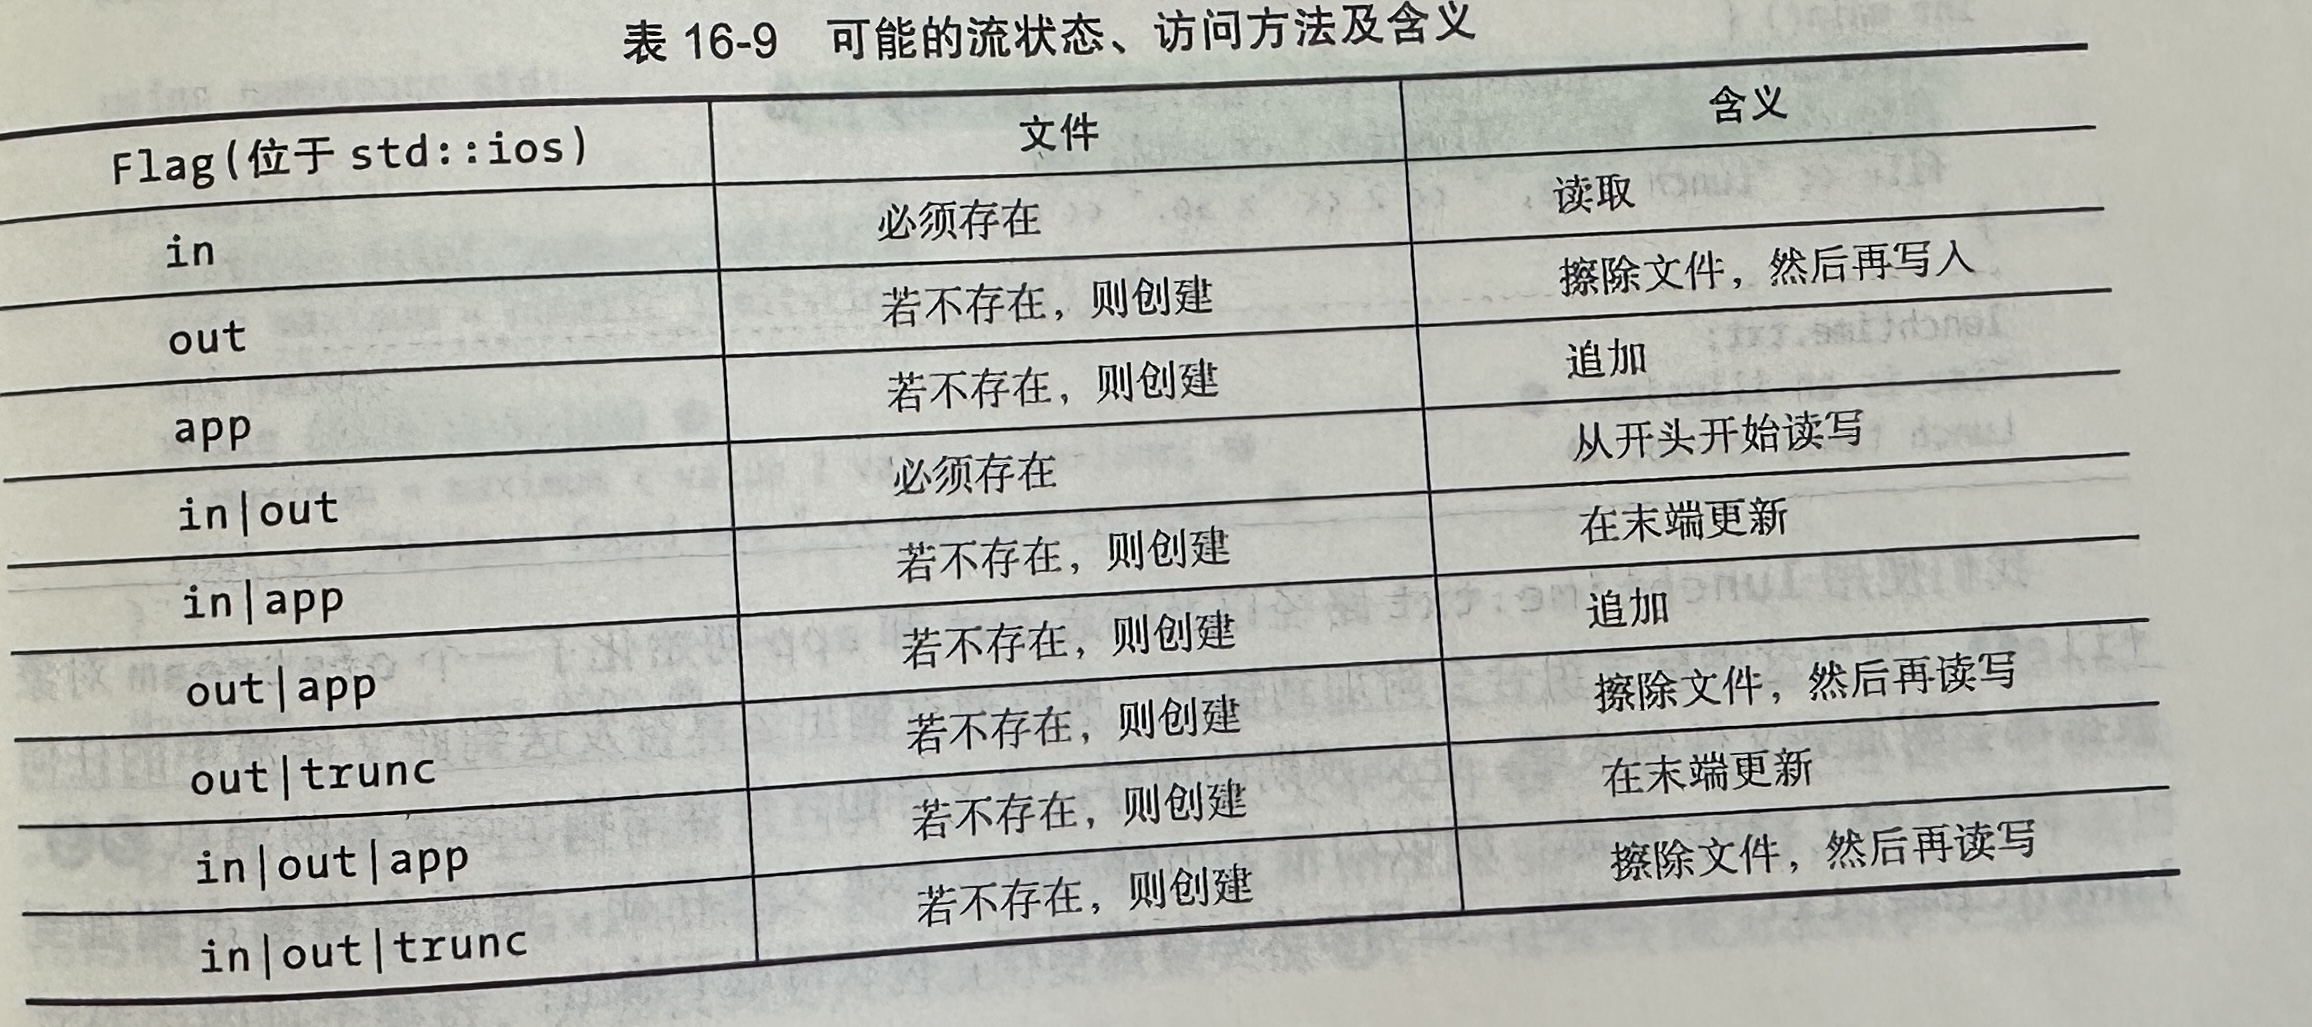 表 16-9 可能的流状态、访问方法及含义
Flag(位于 std::ios) 文件 含义
in 必须存在 读取
out 若不存在，则创建 擦除文件，然后再写入
app 若不存在，则创建 追加
in|out 必须存在 从开头开始读写
in|app 若不存在，则创建 在末端更新
out|app 若不存在，则创建 追加
out|trunc 若不存在，则创建 擦除文件，然后再读写
in|out|app 若不存在，则创建 在末端更新
in|out|trunc 若不存在，则创建 擦除文件，然后再读写